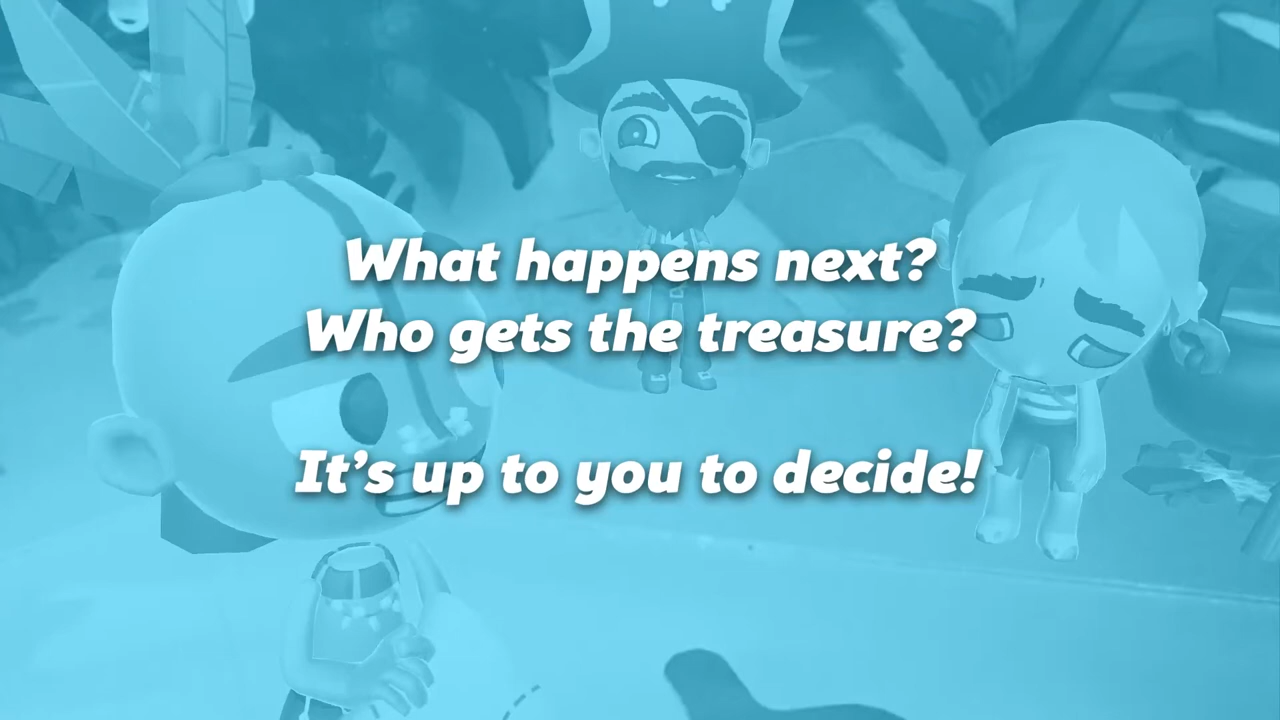 What happens next?
Who gets the treasure?
It's up to you to decide!